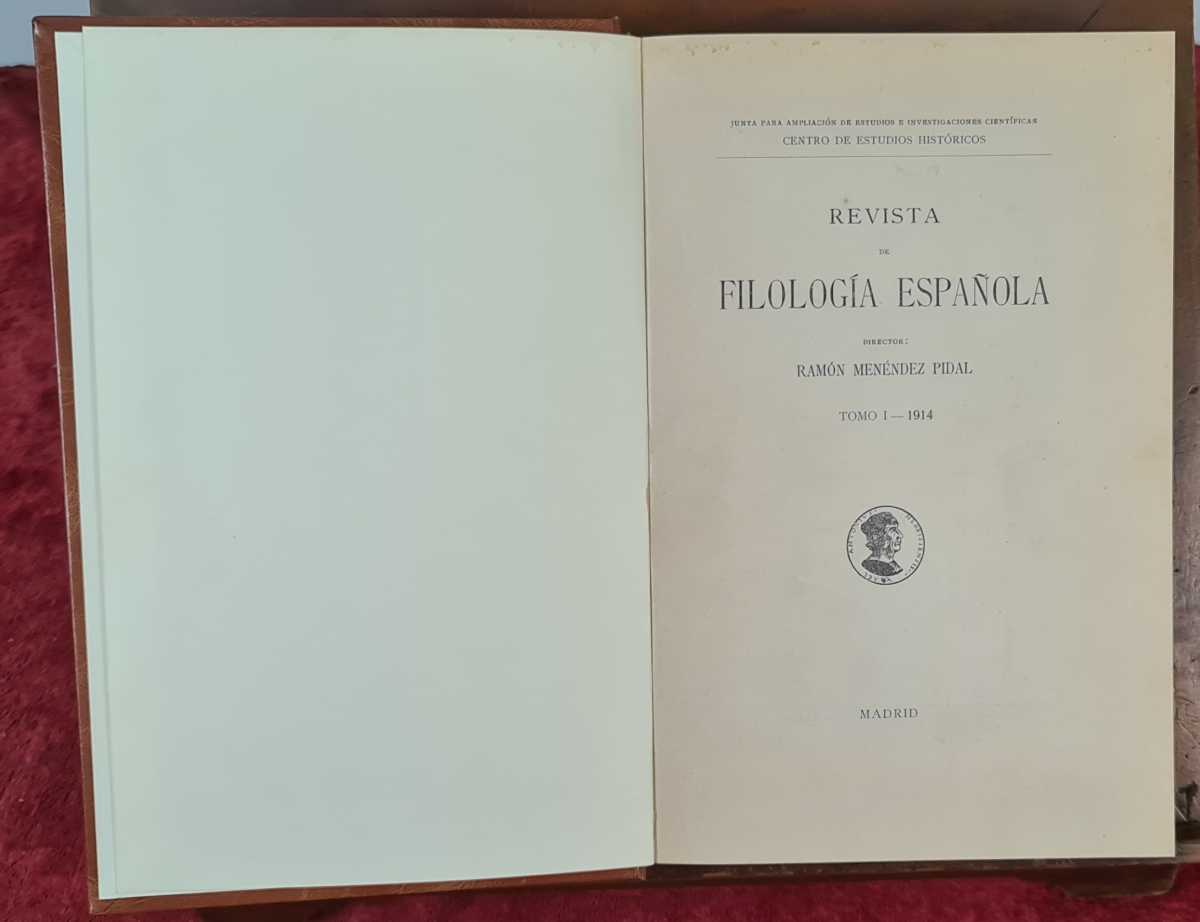 JUNTA PARA AMPLIACIÓN DE ESTUDIOS E INVESTIGACIONES CIENTÍFICAS
CENTRO DE ESTUDIOS HISTÓRICOS
REVISTA
DE
FILOLOGÍA ESPAÑOLA
DIRECTOR:
RAMÓN MENÉNDEZ PIDAL
TOMO I — 1914
MADRID